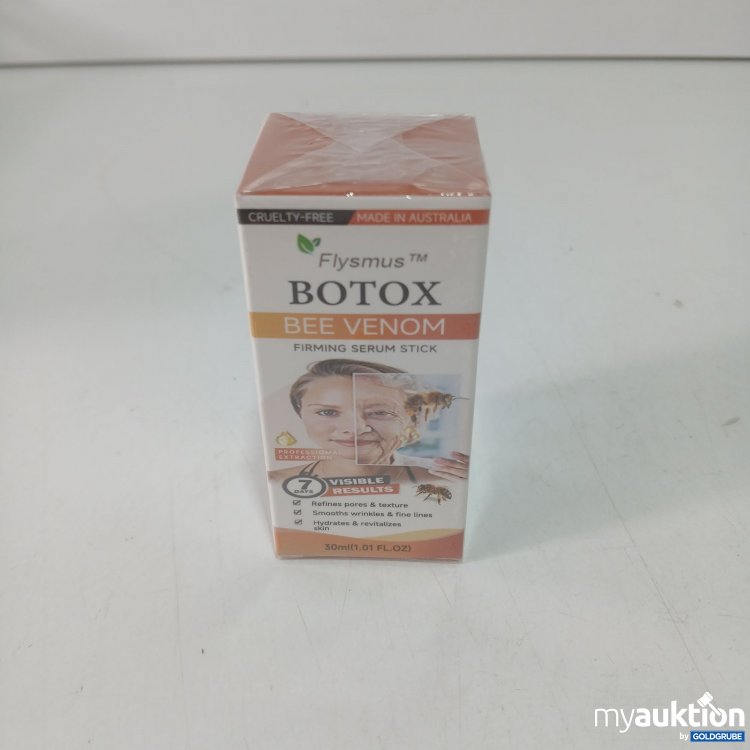 CRUELTY-FREE MADE IN AUSTRALIA
Flysmus™
BOTOX
BEE VENOM
FIRMING SERUM STICK
PROFESSIONAL
EXTRACTION
7
DAYS
VISIBLE
RESULTS
Refines pores & texture
Smooths wrinkles & fine lines
Hydrates & revitalizes
skin
30ml(1.01 FL.OZ)
myauktion
by GOLDGRUBE